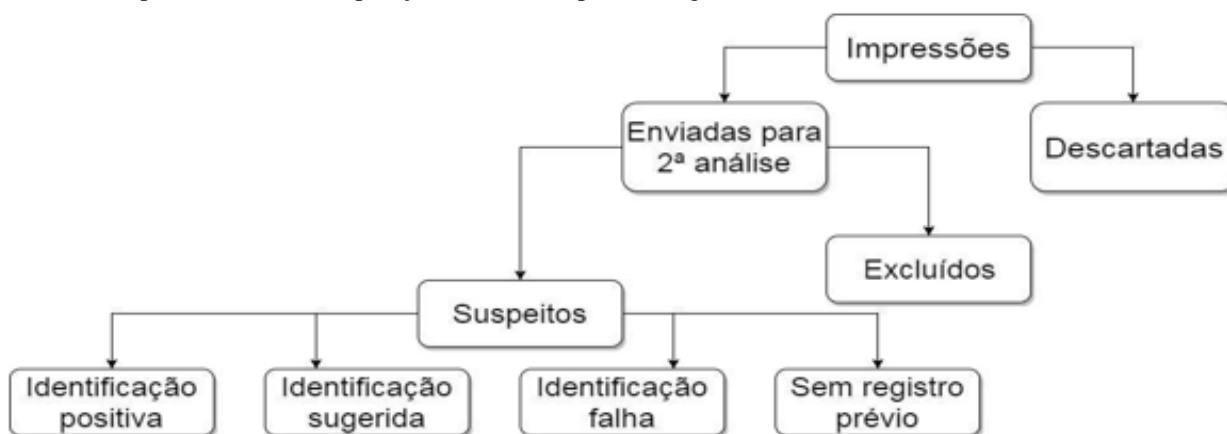 Impressões
Enviadas para
2ª análise
Descartadas
Excluídos
Suspeitos
Identificação
positiva
Identificação
sugerida
Identificação
falha
Sem registro
prévio